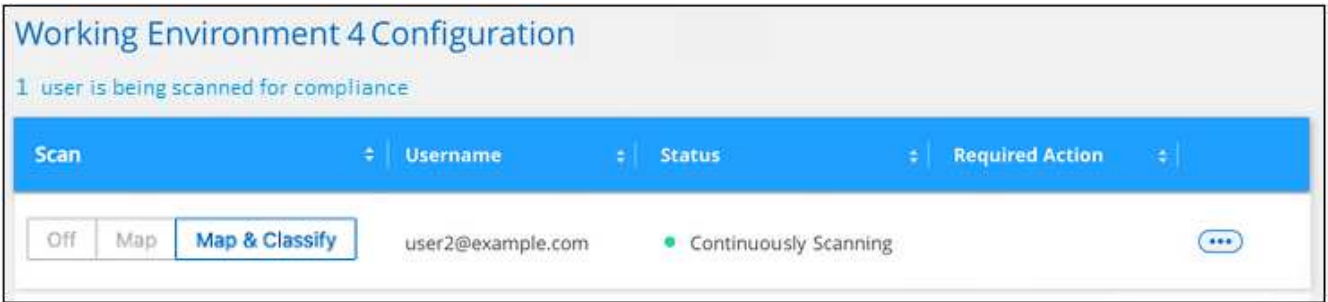 Working Environment 4 Configuration
1 user is being scanned for compliance
Scan Username Status Required Action
Off Map Map & Classify user2@example.com Continuously Scanning